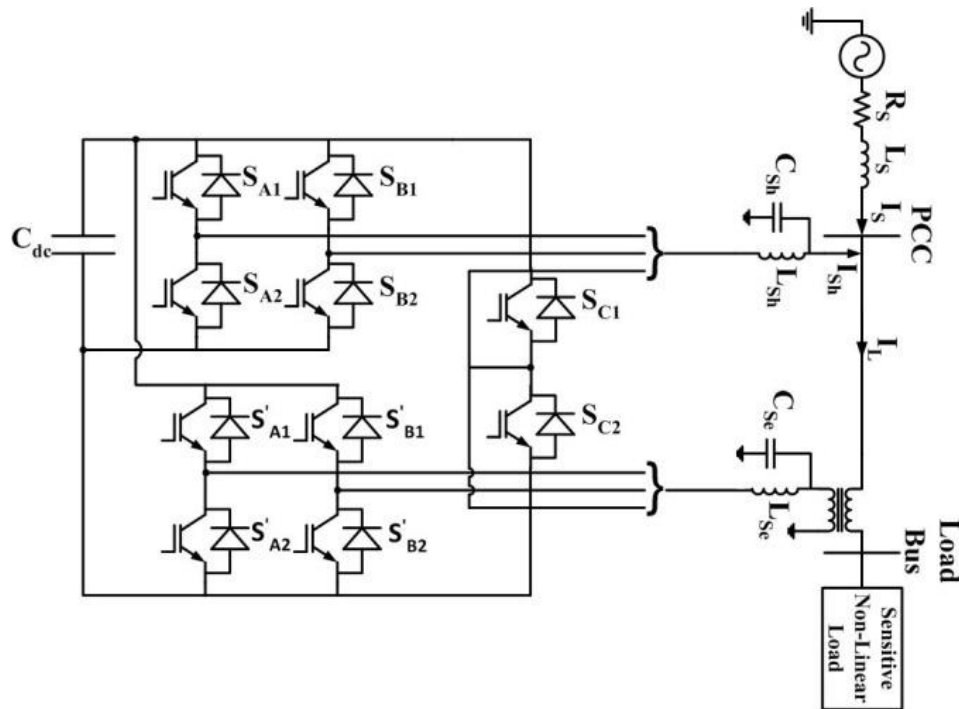 R_S
L_S
I_S
PCC
C_Sh
L_Sh
I_Sh
I_L
C_Se
L_Se
Load
Bus
Sensitive
Non-Linear
Load
C_dc
S_A1
S_B1
S_A2
S_B2
S_C1
S_C2
S'_A1
S'_B1
S'_A2
S'_B2